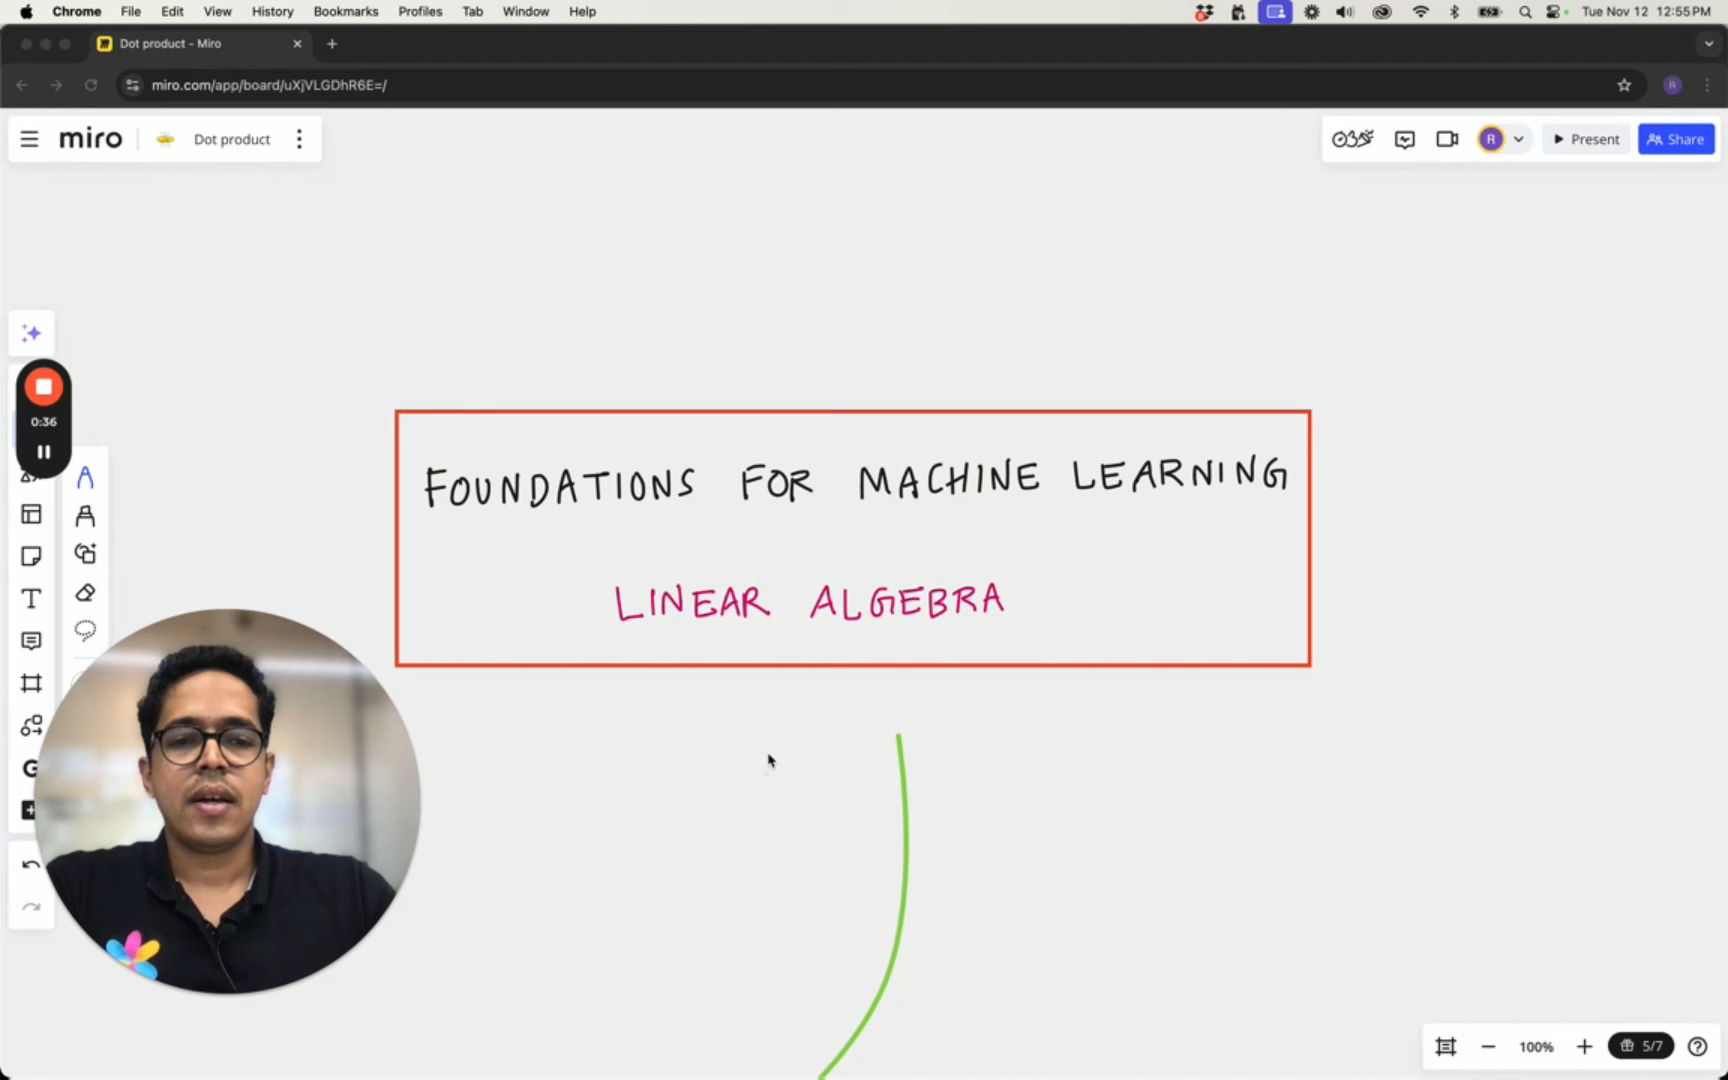 Chrome File Edit View History Bookmarks Profiles Tab Window Help Tue Nov 12 12:55 PM
Dot product - Miro
miro.com/app/board/uXjVLGDhR6E=/ R
miro Dot product R Present Share
0:36
FOUNDATIONS FOR MACHINE LEARNING
LINEAR ALGEBRA
100% 5/7